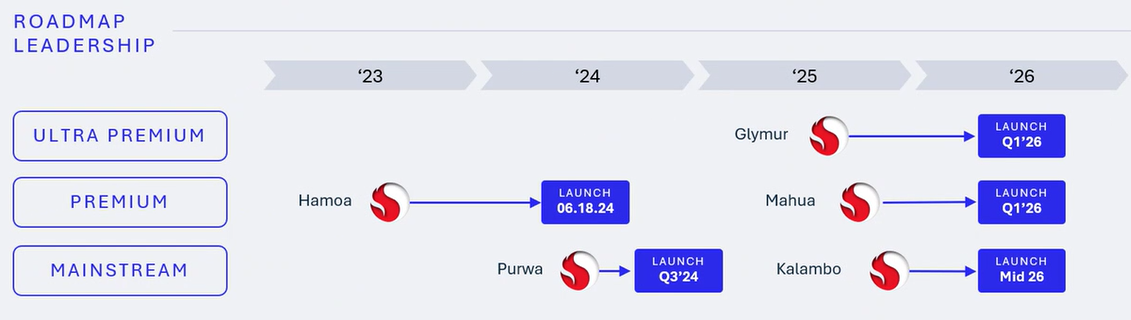 ROADMAP
LEADERSHIP
‘23
‘24
‘25
‘26
ULTRA PREMIUM
Glymur
LAUNCH
Q1’26
PREMIUM
Hamoa
LAUNCH
06.18.24
Mahua
LAUNCH
Q1’26
MAINSTREAM
Purwa
LAUNCH
Q3’24
Kalambo
LAUNCH
Mid 26